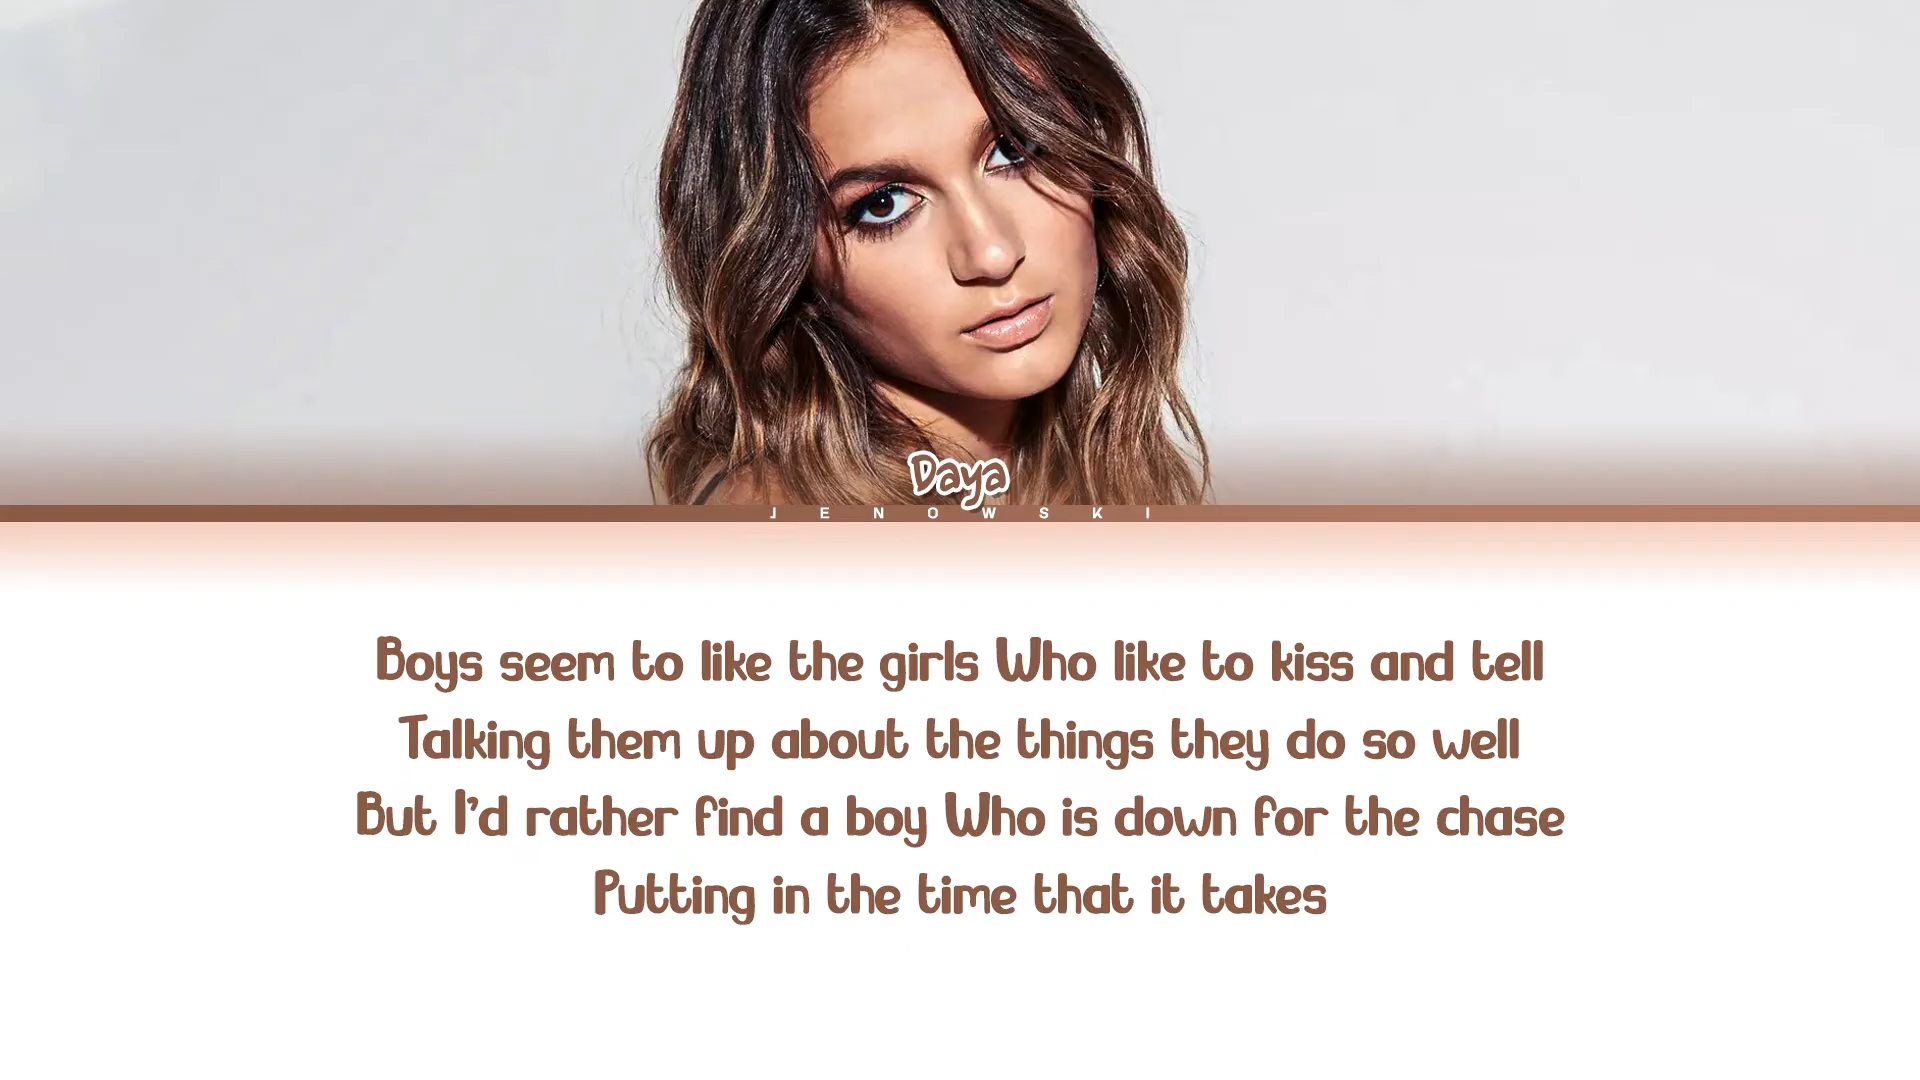 Daya
JENOWSKI
Boys seem to like the girls Who like to kiss and tell
Talking them up about the things they do so well
But I'd rather find a boy Who is down for the chase
Putting in the time that it takes